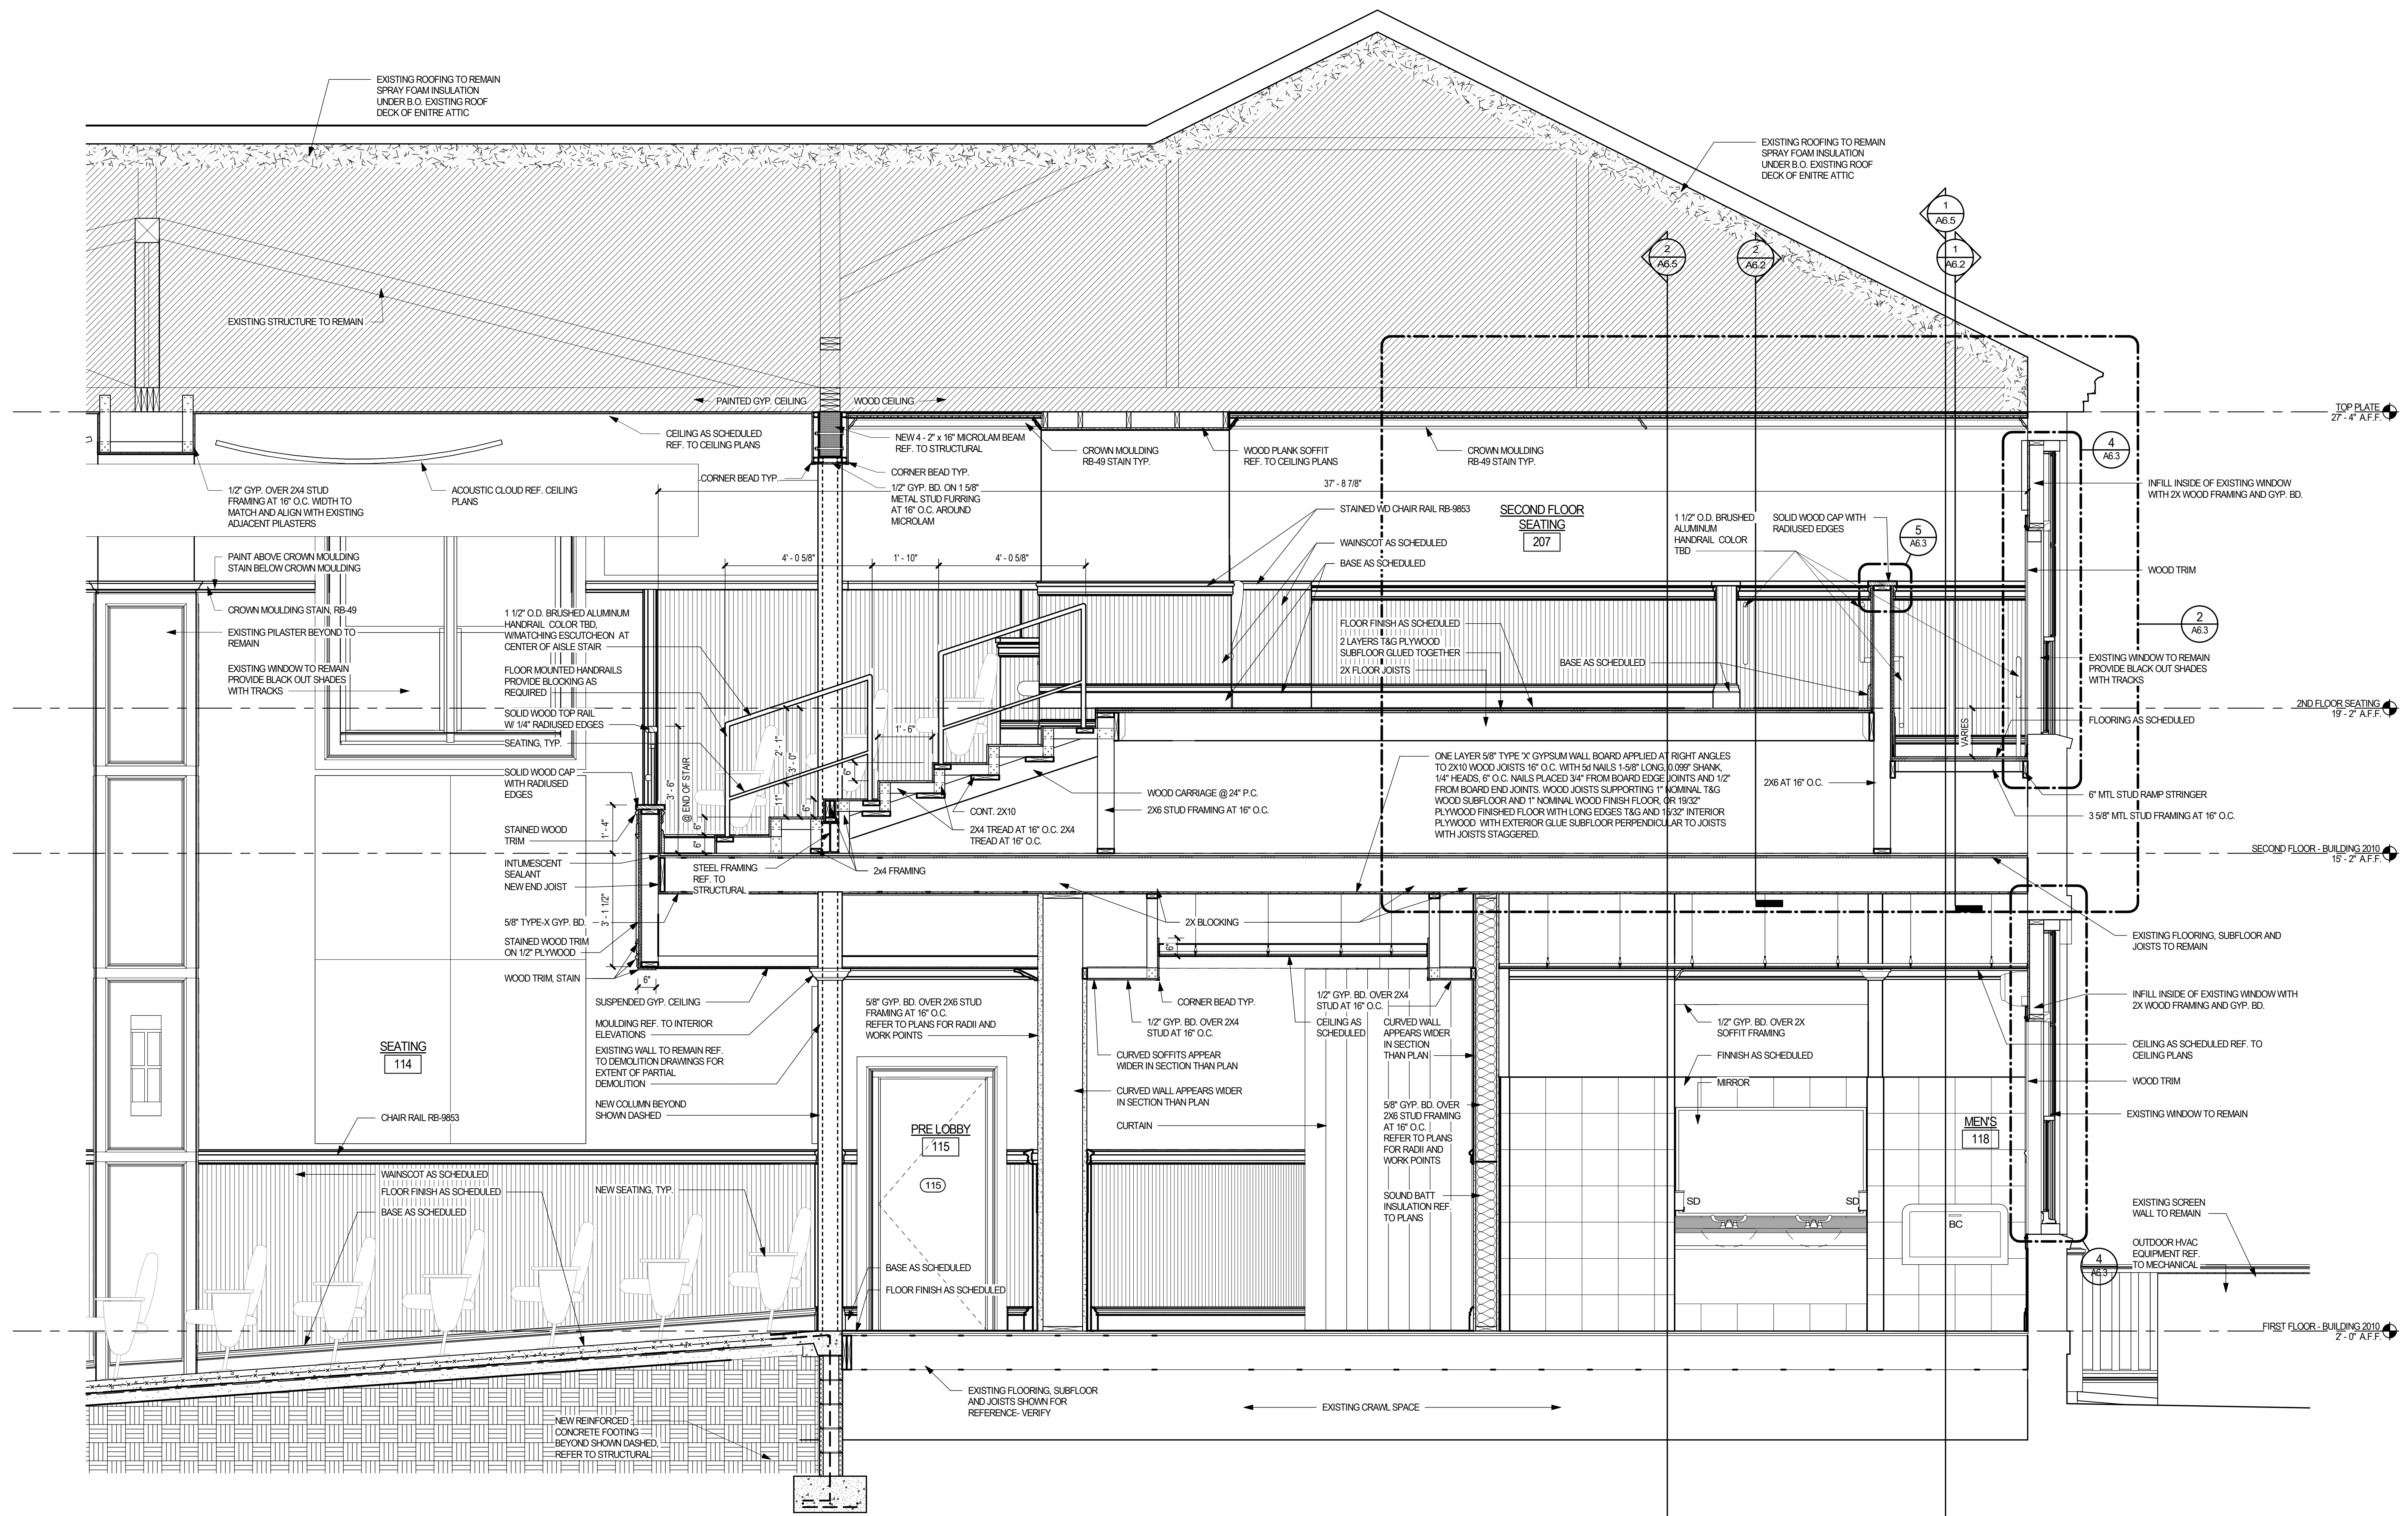 EXISTING ROOFING TO REMAIN
SPRAY FOAM INSULATION
UNDER B.O. EXISTING ROOF
DECK OF ENITRE ATTIC
EXISTING ROOFING TO REMAIN
SPRAY FOAM INSULATION
UNDER B.O. EXISTING ROOF
DECK OF ENITRE ATTIC
1
A6.5
2
A6.5
2
A6.2
1
A6.2
EXISTING STRUCTURE TO REMAIN
PAINTED GYP. CEILING
WOOD CEILING
TOP PLATE
27' - 4" A.F.F.
CEILING AS SCHEDULED
REF. TO CEILING PLANS
NEW 4 - 2" x 16" MICROLAM BEAM
REF. TO STRUCTURAL
CROWN MOULDING
RB-49 STAIN TYP.
WOOD PLANK SOFFIT
REF. TO CEILING PLANS
CROWN MOULDING
RB-49 STAIN TYP.
4
A6.3
CORNER BEAD TYP.
CORNER BEAD TYP.
1/2" GYP. BD. ON 1 5/8"
METAL STUD FURRING
AT 16" O.C. AROUND
MICROLAM
37' - 8 7/8"
INFILL INSIDE OF EXISTING WINDOW
WITH 2X WOOD FRAMING AND GYP. BD.
1/2" GYP. OVER 2X4 STUD
FRAMING AT 16" O.C. WIDTH TO
MATCH AND ALIGN WITH EXISTING
ADJACENT PILASTERS
ACOUSTIC CLOUD REF. CEILING
PLANS
STAINED WD CHAIR RAIL RB-9853
SECOND FLOOR
SEATING
207
1 1/2" O.D. BRUSHED
ALUMINUM
HANDRAIL COLOR
TBD
SOLID WOOD CAP WITH
RADIUSED EDGES
5
A6.3
WAINSCOT AS SCHEDULED
BASE AS SCHEDULED
PAINT ABOVE CROWN MOULDING
STAIN BELOW CROWN MOULDING
4' - 0 5/8"
1' - 10"
4' - 0 5/8"
WOOD TRIM
CROWN MOULDING STAIN, RB-49
EXISTING PILASTER BEYOND TO
REMAIN
EXISTING WINDOW TO REMAIN
PROVIDE BLACK OUT SHADES
WITH TRACKS
1 1/2" O.D. BRUSHED ALUMINUM
HANDRAIL COLOR TBD,
W/MATCHING ESCUTCHEON AT
CENTER OF AISLE STAIR
FLOOR MOUNTED HANDRAILS
PROVIDE BLOCKING AS
REQUIRED
SOLID WOOD TOP RAIL
W/ 1/4" RADIUSED EDGES
SEATING, TYP.
SOLID WOOD CAP
WITH RADIUSED
EDGES
STAINED WOOD
TRIM
INTUMESCENT
SEALANT
NEW END JOIST
5/8" TYPE-X GYP. BD.
STAINED WOOD TRIM
ON 1/2" PLYWOOD
WOOD TRIM, STAIN
FLOOR FINISH AS SCHEDULED
2 LAYERS T&G PLYWOOD
SUBFLOOR GLUED TOGETHER
2X FLOOR JOISTS
BASE AS SCHEDULED
2
A6.3
EXISTING WINDOW TO REMAIN
PROVIDE BLACK OUT SHADES
WITH TRACKS
2ND FLOOR SEATING
19' - 2" A.F.F.
FLOORING AS SCHEDULED
VARIES
1' - 6"
3' - 6"
@ END OF STAIR
2' - 1"
3' - 0"
11"
6"
6"
6"
6"
1' - 4"
3' - 1 1/2"
6"
ONE LAYER 5/8" TYPE 'X' GYPSUM WALL BOARD APPLIED AT RIGHT ANGLES
TO 2X10 WOOD JOISTS 16" O.C. WITH 5d NAILS 1-5/8" LONG, 0.099" SHANK,
1/4" HEADS, 6" O.C. NAILS PLACED 3/4" FROM BOARD EDGE JOINTS AND 1/2"
FROM BOARD END JOINTS. WOOD JOISTS SUPPORTING 1" NOMINAL T&G
WOOD SUBFLOOR AND 1" NOMINAL WOOD FINISH FLOOR, OR 19/32"
PLYWOOD FINISHED FLOOR WITH LONG EDGES T&G AND 15/32" INTERIOR
PLYWOOD WITH EXTERIOR GLUE SUBFLOOR PERPENDICULAR TO JOISTS
WITH JOISTS STAGGERED.
2X6 AT 16" O.C.
6" MTL STUD RAMP STRINGER
3 5/8" MTL STUD FRAMING AT 16" O.C.
WOOD CARRIAGE @ 24" P.C.
2X6 STUD FRAMING AT 16" O.C.
CONT. 2X10
2X4 TREAD AT 16" O.C. 2X4
TREAD AT 16" O.C.
STEEL FRAMING
REF. TO
STRUCTURAL
2x4 FRAMING
SECOND FLOOR - BUILDING 2010
15' - 2" A.F.F.
2X BLOCKING
6"
EXISTING FLOORING, SUBFLOOR AND
JOISTS TO REMAIN
SUSPENDED GYP. CEILING
MOULDING REF. TO INTERIOR
ELEVATIONS
EXISTING WALL TO REMAIN REF.
TO DEMOLITION DRAWINGS FOR
EXTENT OF PARTIAL
DEMOLITION
NEW COLUMN BEYOND
SHOWN DASHED
5/8" GYP. BD. OVER 2X6 STUD
FRAMING AT 16" O.C.
REFER TO PLANS FOR RADII AND
WORK POINTS
CORNER BEAD TYP.
1/2" GYP. BD. OVER 2X4
STUD AT 16" O.C.
CURVED SOFFITS APPEAR
WIDER IN SECTION THAN PLAN
CURVED WALL APPEARS WIDER
IN SECTION THAN PLAN
CURTAIN
1/2" GYP. BD. OVER 2X4
STUD AT 16" O.C.
CEILING AS
SCHEDULED
CURVED WALL
APPEARS WIDER
IN SECTION
THAN PLAN
5/8" GYP. BD. OVER
2X6 STUD FRAMING
AT 16" O.C.
REFER TO PLANS
FOR RADII AND
WORK POINTS
SOUND BATT
INSULATION REF.
TO PLANS
1/2" GYP. BD. OVER 2X
SOFFIT FRAMING
FINNISH AS SCHEDULED
MIRROR
INFILL INSIDE OF EXISTING WINDOW WITH
2X WOOD FRAMING AND GYP. BD.
CEILING AS SCHEDULED REF. TO
CEILING PLANS
WOOD TRIM
EXISTING WINDOW TO REMAIN
SEATING
114
CHAIR RAIL RB-9853
PRE LOBBY
115
115
MEN'S
118
WAINSCOT AS SCHEDULED
FLOOR FINISH AS SCHEDULED
BASE AS SCHEDULED
NEW SEATING, TYP.
SD
SD
BC
EXISTING SCREEN
WALL TO REMAIN
OUTDOOR HVAC
EQUIPMENT REF.
TO MECHANICAL
4
A6.3
BASE AS SCHEDULED
FLOOR FINISH AS SCHEDULED
FIRST FLOOR - BUILDING 2010
2' - 0" A.F.F.
EXISTING FLOORING, SUBFLOOR
AND JOISTS SHOWN FOR
REFERENCE- VERIFY
EXISTING CRAWL SPACE
NEW REINFORCED
CONCRETE FOOTING
BEYOND SHOWN DASHED,
REFER TO STRUCTURAL